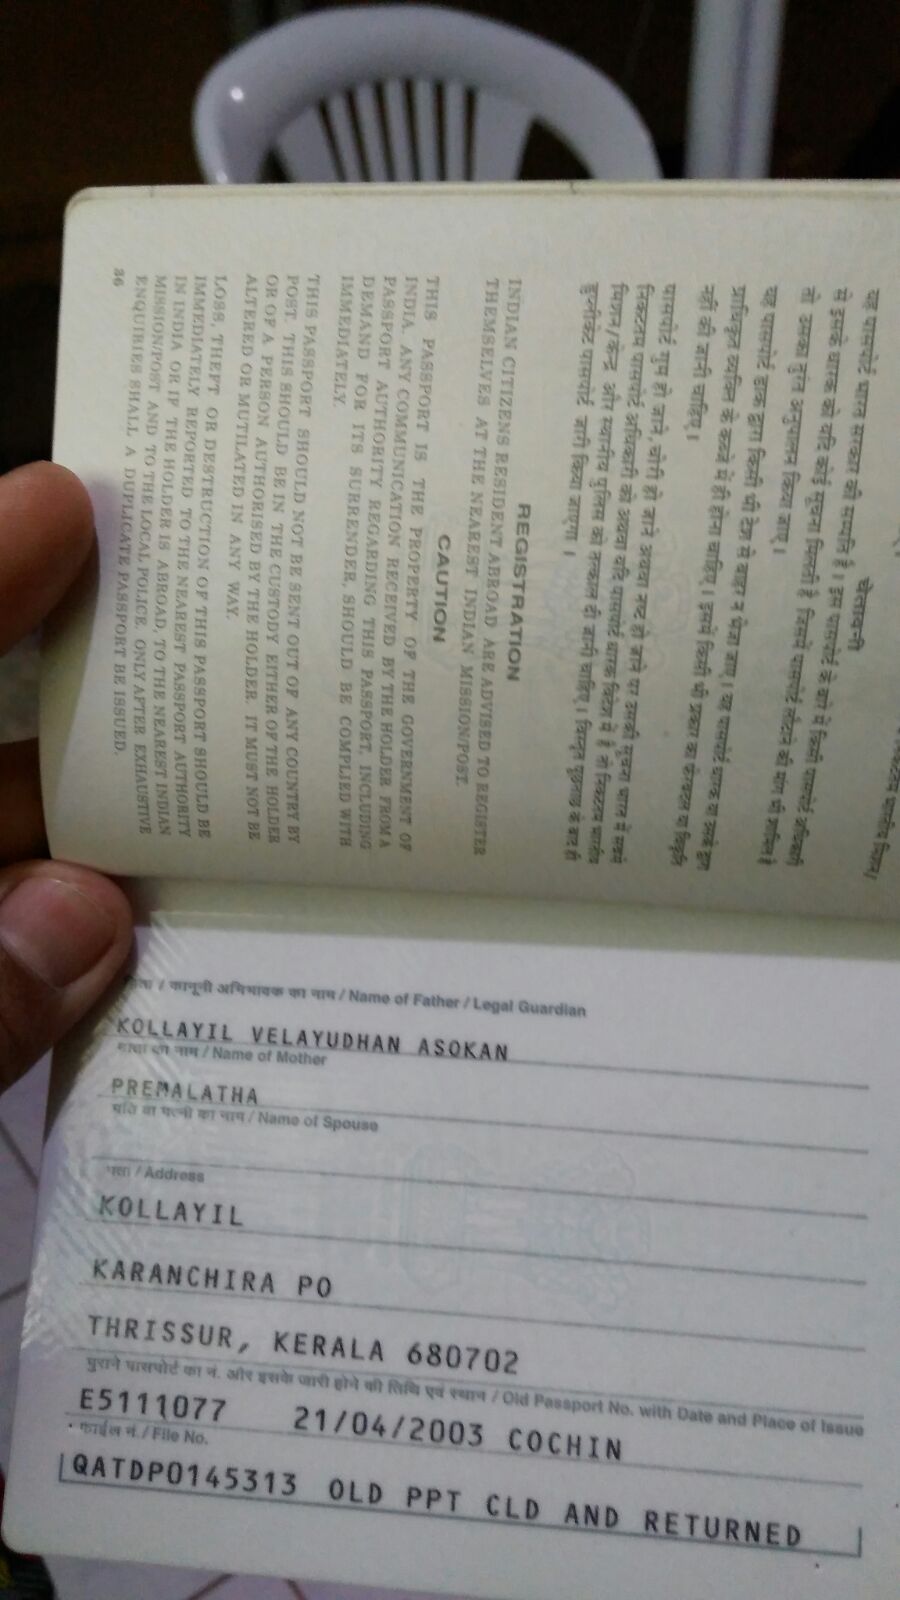 यह पासपोर्ट भारत सरकार की सम्पत्ति है। इस पासपोर्ट के बारे में किसी पासपोर्ट अधिकारी
से इसके धारक को यदि कोई सूचना मिलती है जिसमें पासपोर्ट लौटाने की मांग भी शामिल है
तो उसका तुरंत अनुपालन किया जाए।
यह पासपोर्ट डाक द्वारा किसी भी देश से बाहर न भेजा जाए। यह पासपोर्ट धारक या उसके द्वारा
प्राधिकृत व्यक्ति के कब्जे में ही होना चाहिए। इसमें किसी भी प्रकार का फेरबदल या विकृति
नहीं की जानी चाहिए।
पासपोर्ट गुम हो जाने, चोरी हो जाने अथवा नष्ट हो जाने पर उसकी सूचना भारत में सबसे
निकटतम पासपोर्ट अधिकारी को अथवा यदि पासपोर्ट धारक विदेश में है तो निकटतम भारतीय
मिशन/केन्द्र और स्थानीय पुलिस को तत्काल दी जानी चाहिए। विस्तृत पूछताछ के बाद ही
डुप्लीकेट पासपोर्ट जारी किया जाएगा।
REGISTRATION
INDIAN CITIZENS RESIDENT ABROAD ARE ADVISED TO REGISTER
THEMSELVES AT THE NEAREST INDIAN MISSION/POST.
CAUTION
THIS PASSPORT IS THE PROPERTY OF THE GOVERNMENT OF
INDIA. ANY COMMUNICATION RECEIVED BY THE HOLDER FROM A
PASSPORT AUTHORITY REGARDING THIS PASSPORT, INCLUDING
DEMAND FOR ITS SURRENDER, SHOULD BE COMPLIED WITH
IMMEDIATELY.
THIS PASSPORT SHOULD NOT BE SENT OUT OF ANY COUNTRY BY
POST. THIS SHOULD BE IN THE CUSTODY EITHER OF THE HOLDER
OR OF A PERSON AUTHORISED BY THE HOLDER. IT MUST NOT BE
ALTERED OR MUTILATED IN ANY WAY.
LOSS, THEFT OR DESTRUCTION OF THIS PASSPORT SHOULD BE
IMMEDIATELY REPORTED TO THE NEAREST PASSPORT AUTHORITY
IN INDIA OR IF THE HOLDER IS ABROAD, TO THE NEAREST INDIAN
MISSION/POST AND TO THE LOCAL POLICE. ONLY AFTER EXHAUSTIVE
ENQUIRIES SHALL A DUPLICATE PASSPORT BE ISSUED.
36
/ कानूनी अभिभावक का नाम / Name of Father / Legal Guardian
KOLLAYIL VELAYUDHAN ASOKAN
माता का नाम / Name of Mother
PREMALATHA
पति या पत्नी का नाम / Name of Spouse
पता / Address
KOLLAYIL
KARANCHIRA PO
THRISSUR, KERALA 680702
पुराने पासपोर्ट का नं. और इसके जारी होने की तिथि एवं स्थान / Old Passport No. with Date and Place of Issue
E5111077 21/04/2003 COCHIN
फाईल नं. / File No.
QATDP0145313 OLD PPT CLD AND RETURNED